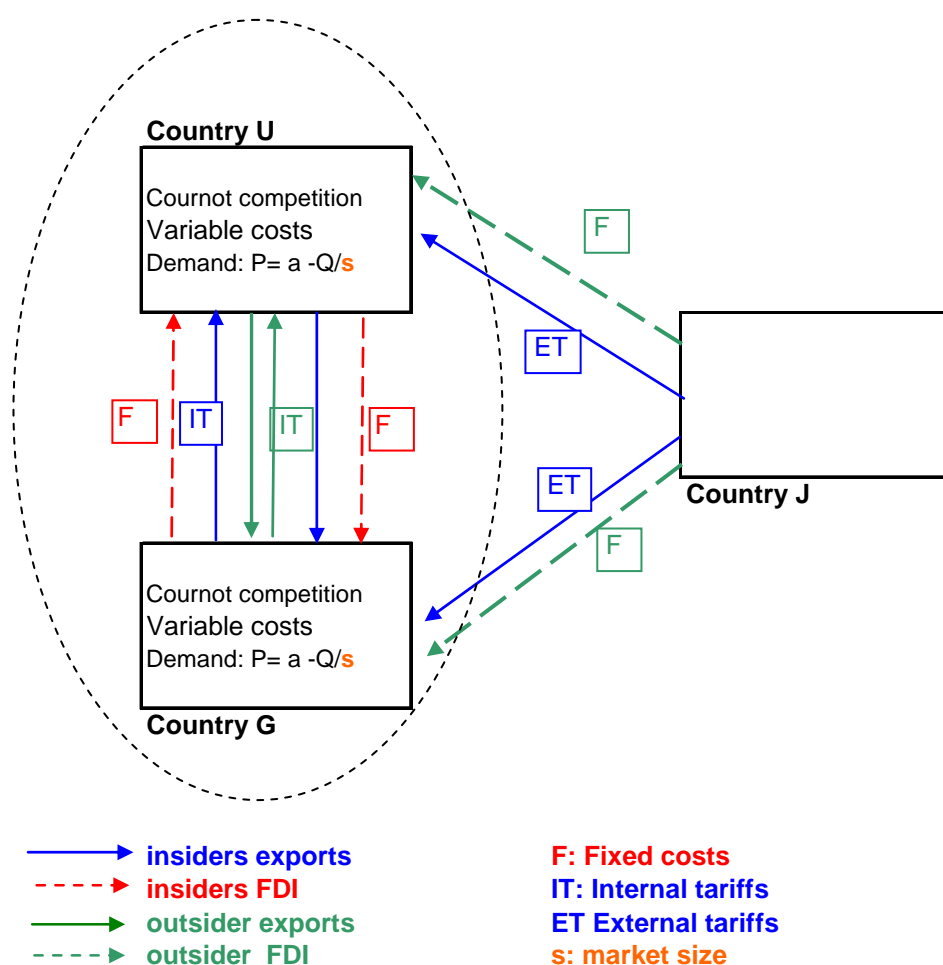 Country U
Cournot competition
Variable costs
Demand: P= a -Q/s
F
ET
F
IT
IT
F
ET
F
Country J
Cournot competition
Variable costs
Demand: P= a -Q/s
Country G
insiders exports
insiders FDI
outsider exports
outsider FDI
F: Fixed costs
IT: Internal tariffs
ET External tariffs
s: market size